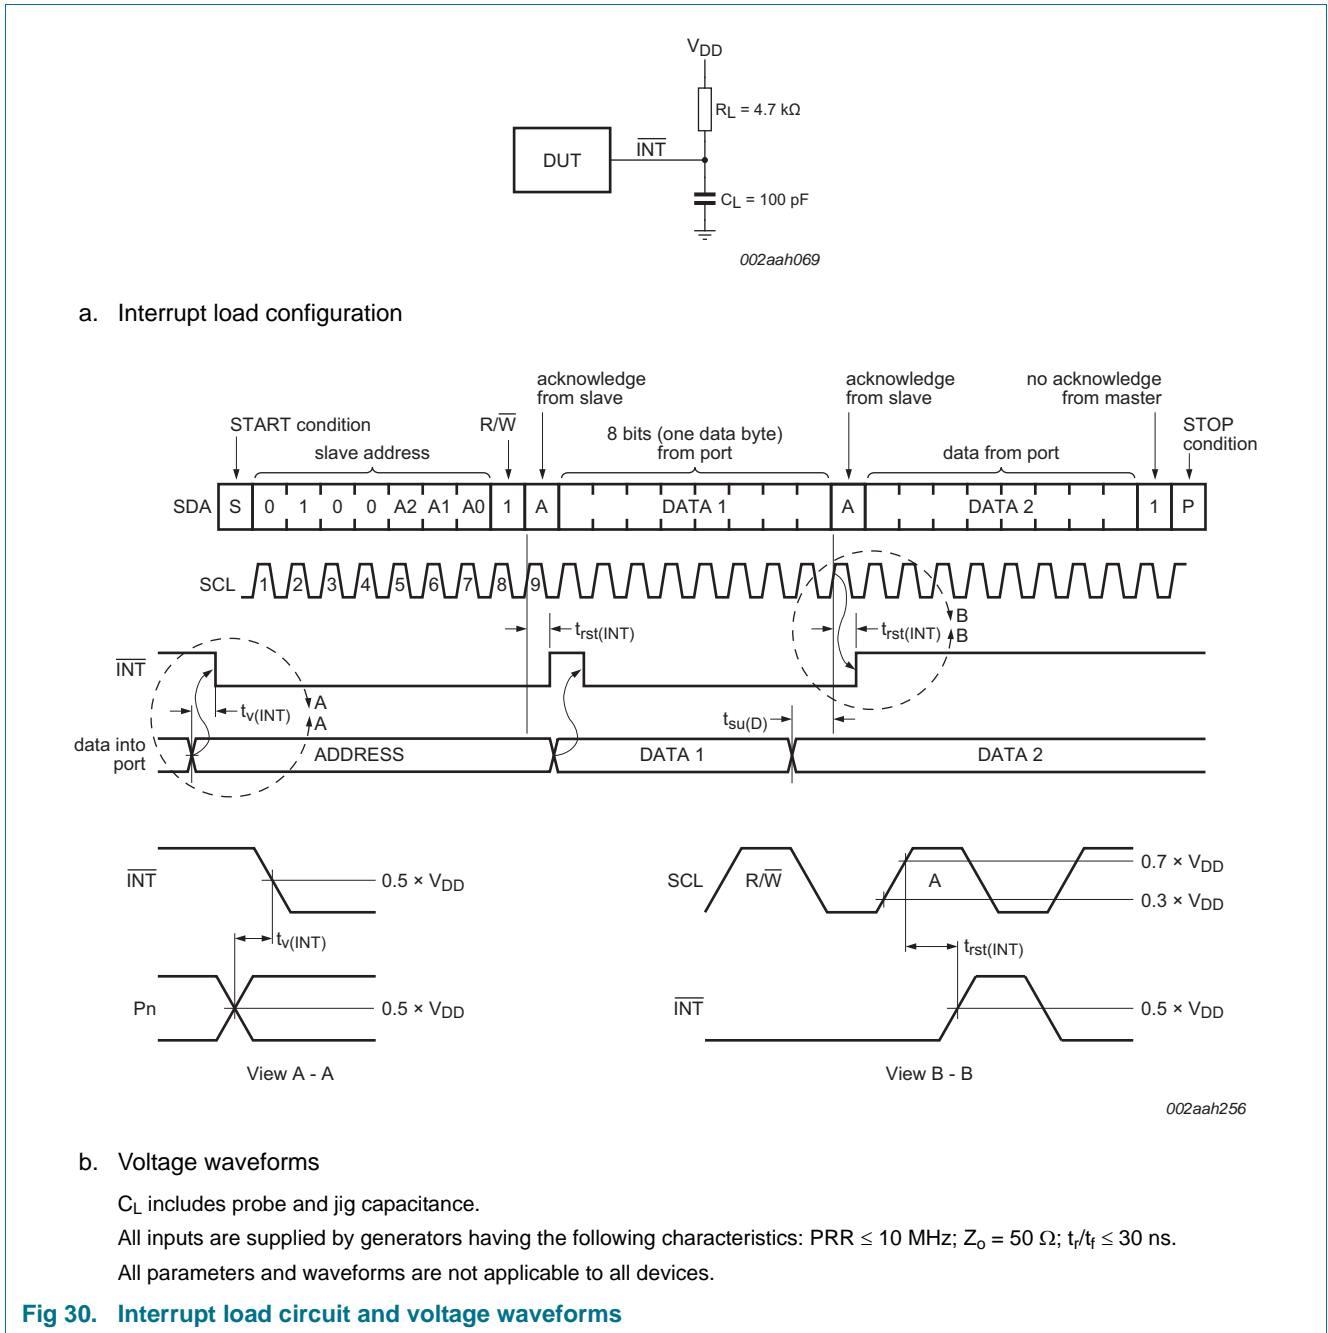 VDD
RL = 4.7 kΩ
DUT
INT
CL = 100 pF
002aah069
a. Interrupt load configuration
acknowledge
from slave
acknowledge
from slave
no acknowledge
from master
START condition
R/W
8 bits (one data byte)
from port
STOP
condition
slave address
data from port
SDA S 0 1 0 0 A2 A1 A0 1 A DATA 1 A DATA 2 1 P
SCL 1 2 3 4 5 6 7 8 9
B
trst(INT)
trst(INT)
B
INT
A
tv(INT)
A
tsu(D)
data into
port
ADDRESS
DATA 1
DATA 2
INT
0.5 × VDD
SCL
R/W
A
0.7 × VDD
0.3 × VDD
tv(INT)
trst(INT)
Pn
0.5 × VDD
INT
0.5 × VDD
View A - A
View B - B
002aah256
b. Voltage waveforms
CL includes probe and jig capacitance.
All inputs are supplied by generators having the following characteristics: PRR ≤ 10 MHz; Zo = 50 Ω; tr/tf ≤ 30 ns.
All parameters and waveforms are not applicable to all devices.
Fig 30. Interrupt load circuit and voltage waveforms